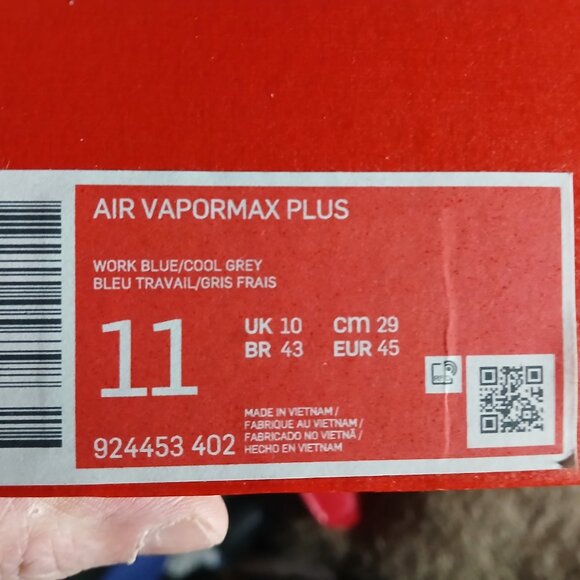 AIR VAPORMAX PLUS
WORK BLUE/COOL GREY
BLEU TRAVAIL/GRIS FRAIS
11
UK 10 cm 29
BR 43 EUR 45
924453 402
MADE IN VIETNAM /
FABRIQUE AU VIETNAM /
FABRICADO NO VIETNÃ /
HECHO EN VIETNAM